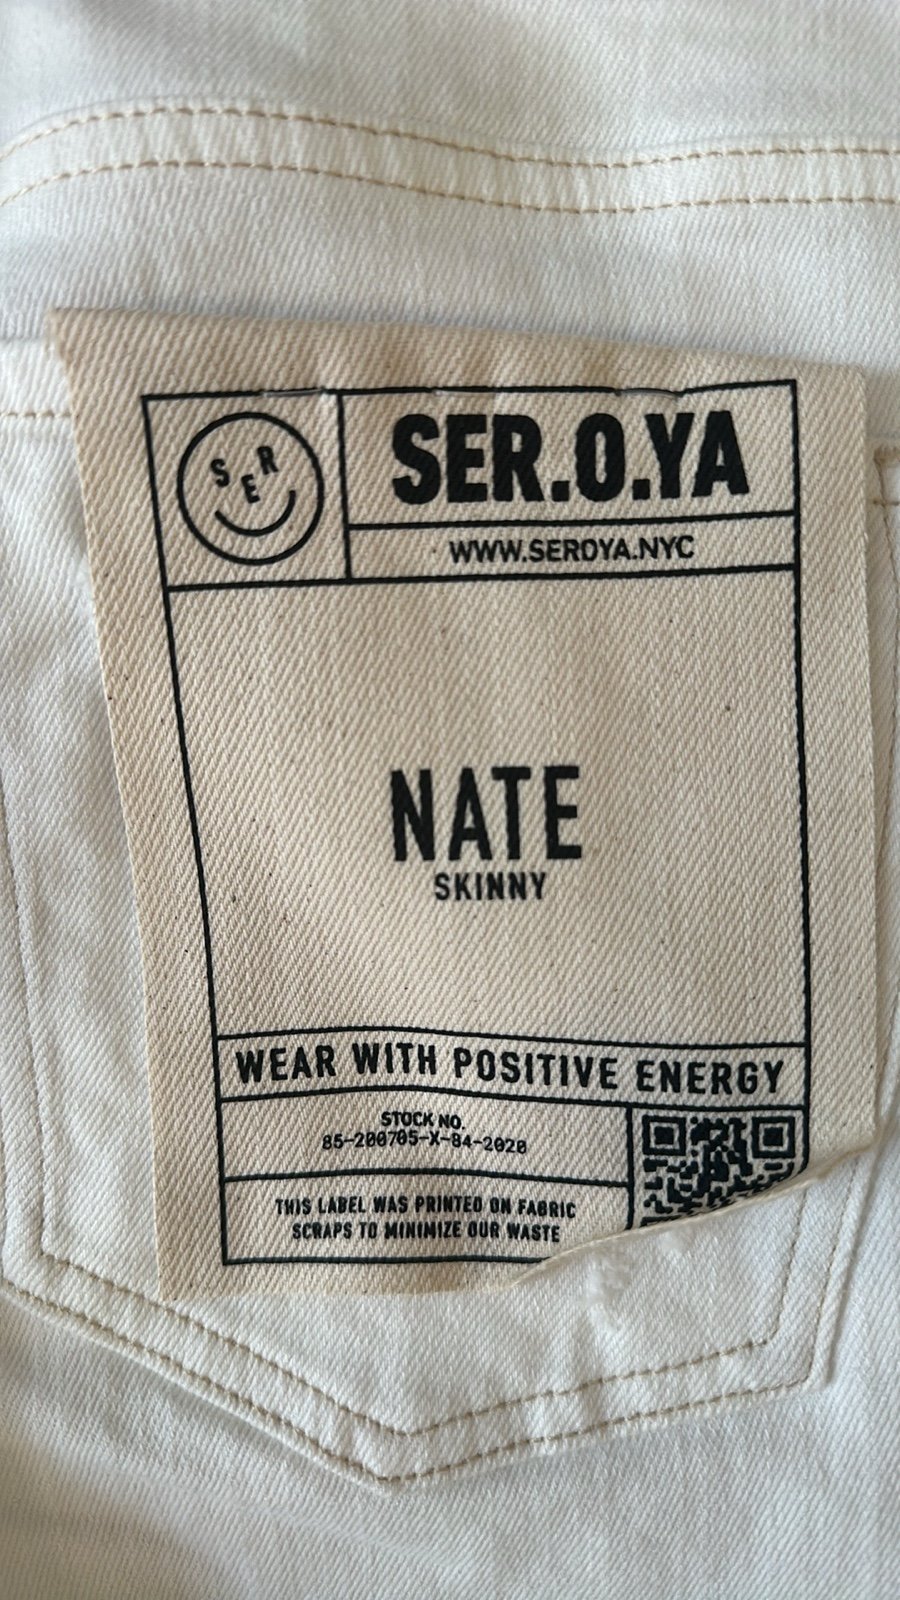 SER
SER.O.YA
WWW.SEROYA.NYC
NATE
SKINNY
WEAR WITH POSITIVE ENERGY
STOCK NO.
85-200705-X-84-2020
THIS LABEL WAS PRINTED ON FABRIC
SCRAPS TO MINIMIZE OUR WASTE